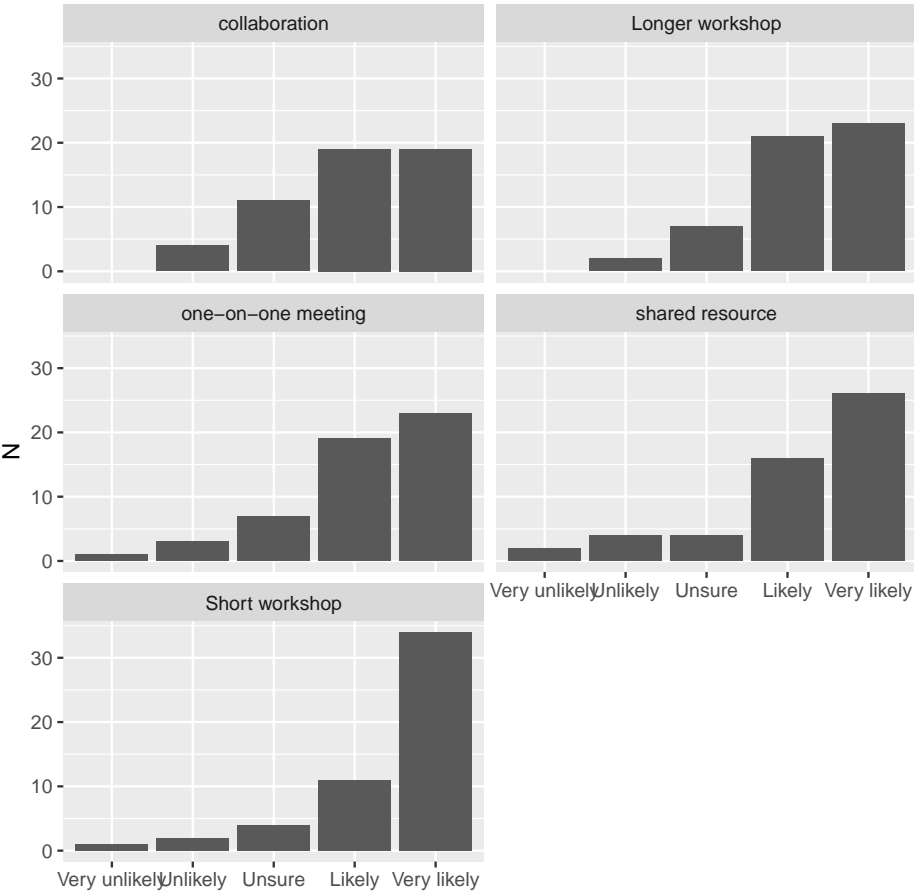 collaboration
Longer workshop
30
20
10
0
one−on−one meeting
shared resource
30
20
10
0
N
Very unlikely Unlikely Unsure Likely Very likely
Short workshop
30
20
10
0
Very unlikely Unlikely Unsure Likely Very likely